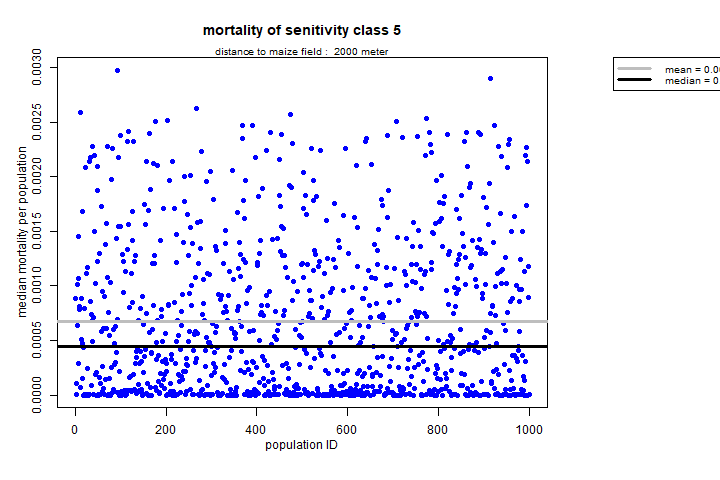 mortality of senitivity class 5
distance to maize field : 2000 meter
mean = 0.00
median = 0
median mortality per population
0.0030
0.0025
0.0020
0.0015
0.0010
0.0005
0.0000
0 200 400 600 800 1000
population ID